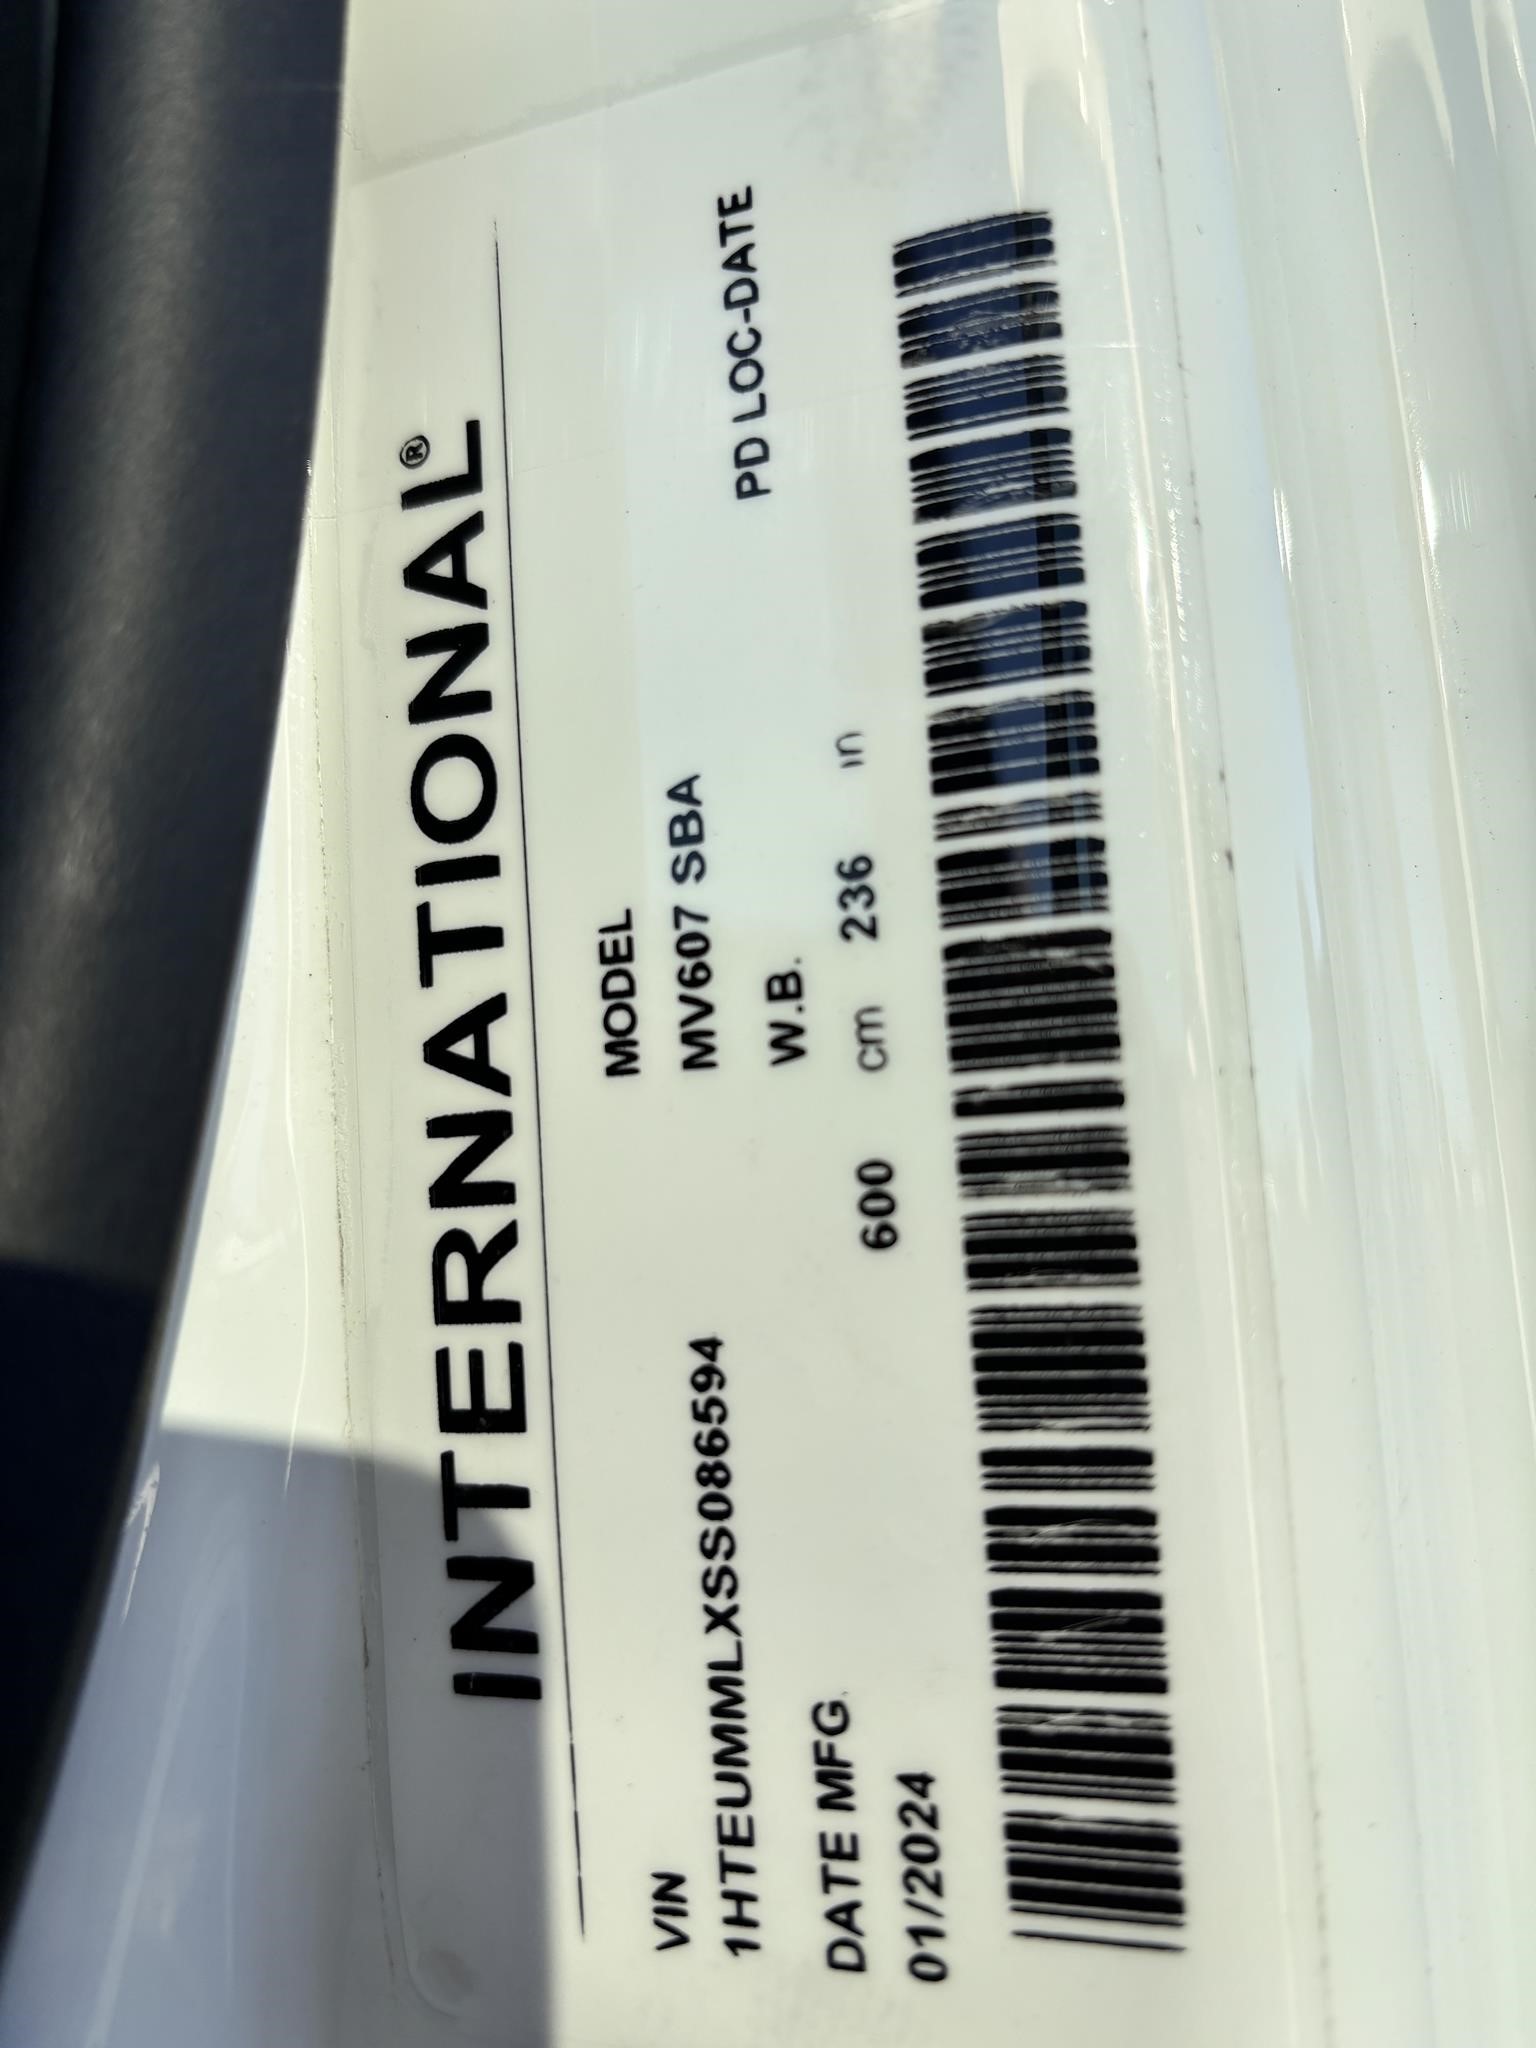 INTERNATIONAL®
VIN
MODEL
1HTEUMMLXSS086594
MV607 SBA
DATE MFG.
W.B.
PD LOC-DATE
01/2024
600 cm 236 in